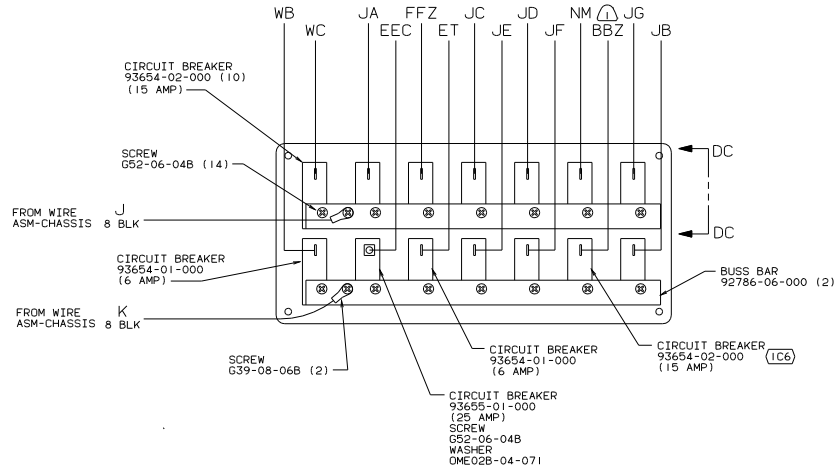 WB
JA
FFZ
JC
JD
NM
1
JG
WC
EEC
ET
JE
JF
BBZ
JB
CIRCUIT BREAKER
93654-02-000 (10)
(15 AMP)
DC
SCREW
G52-06-04B (14)
FROM WIRE J
ASM-CHASSIS 8 BLK
DC
CIRCUIT BREAKER
93654-01-000
(6 AMP)
BUSS BAR
92786-06-000 (2)
FROM WIRE K
ASM-CHASSIS 8 BLK
SCREW
G39-08-06B (2)
CIRCUIT BREAKER
93654-01-000
(6 AMP)
CIRCUIT BREAKER
93654-02-000
(15 AMP)
1C6
CIRCUIT BREAKER
93655-01-000
(25 AMP)
SCREW
G52-06-04B
WASHER
OME02B-04-071